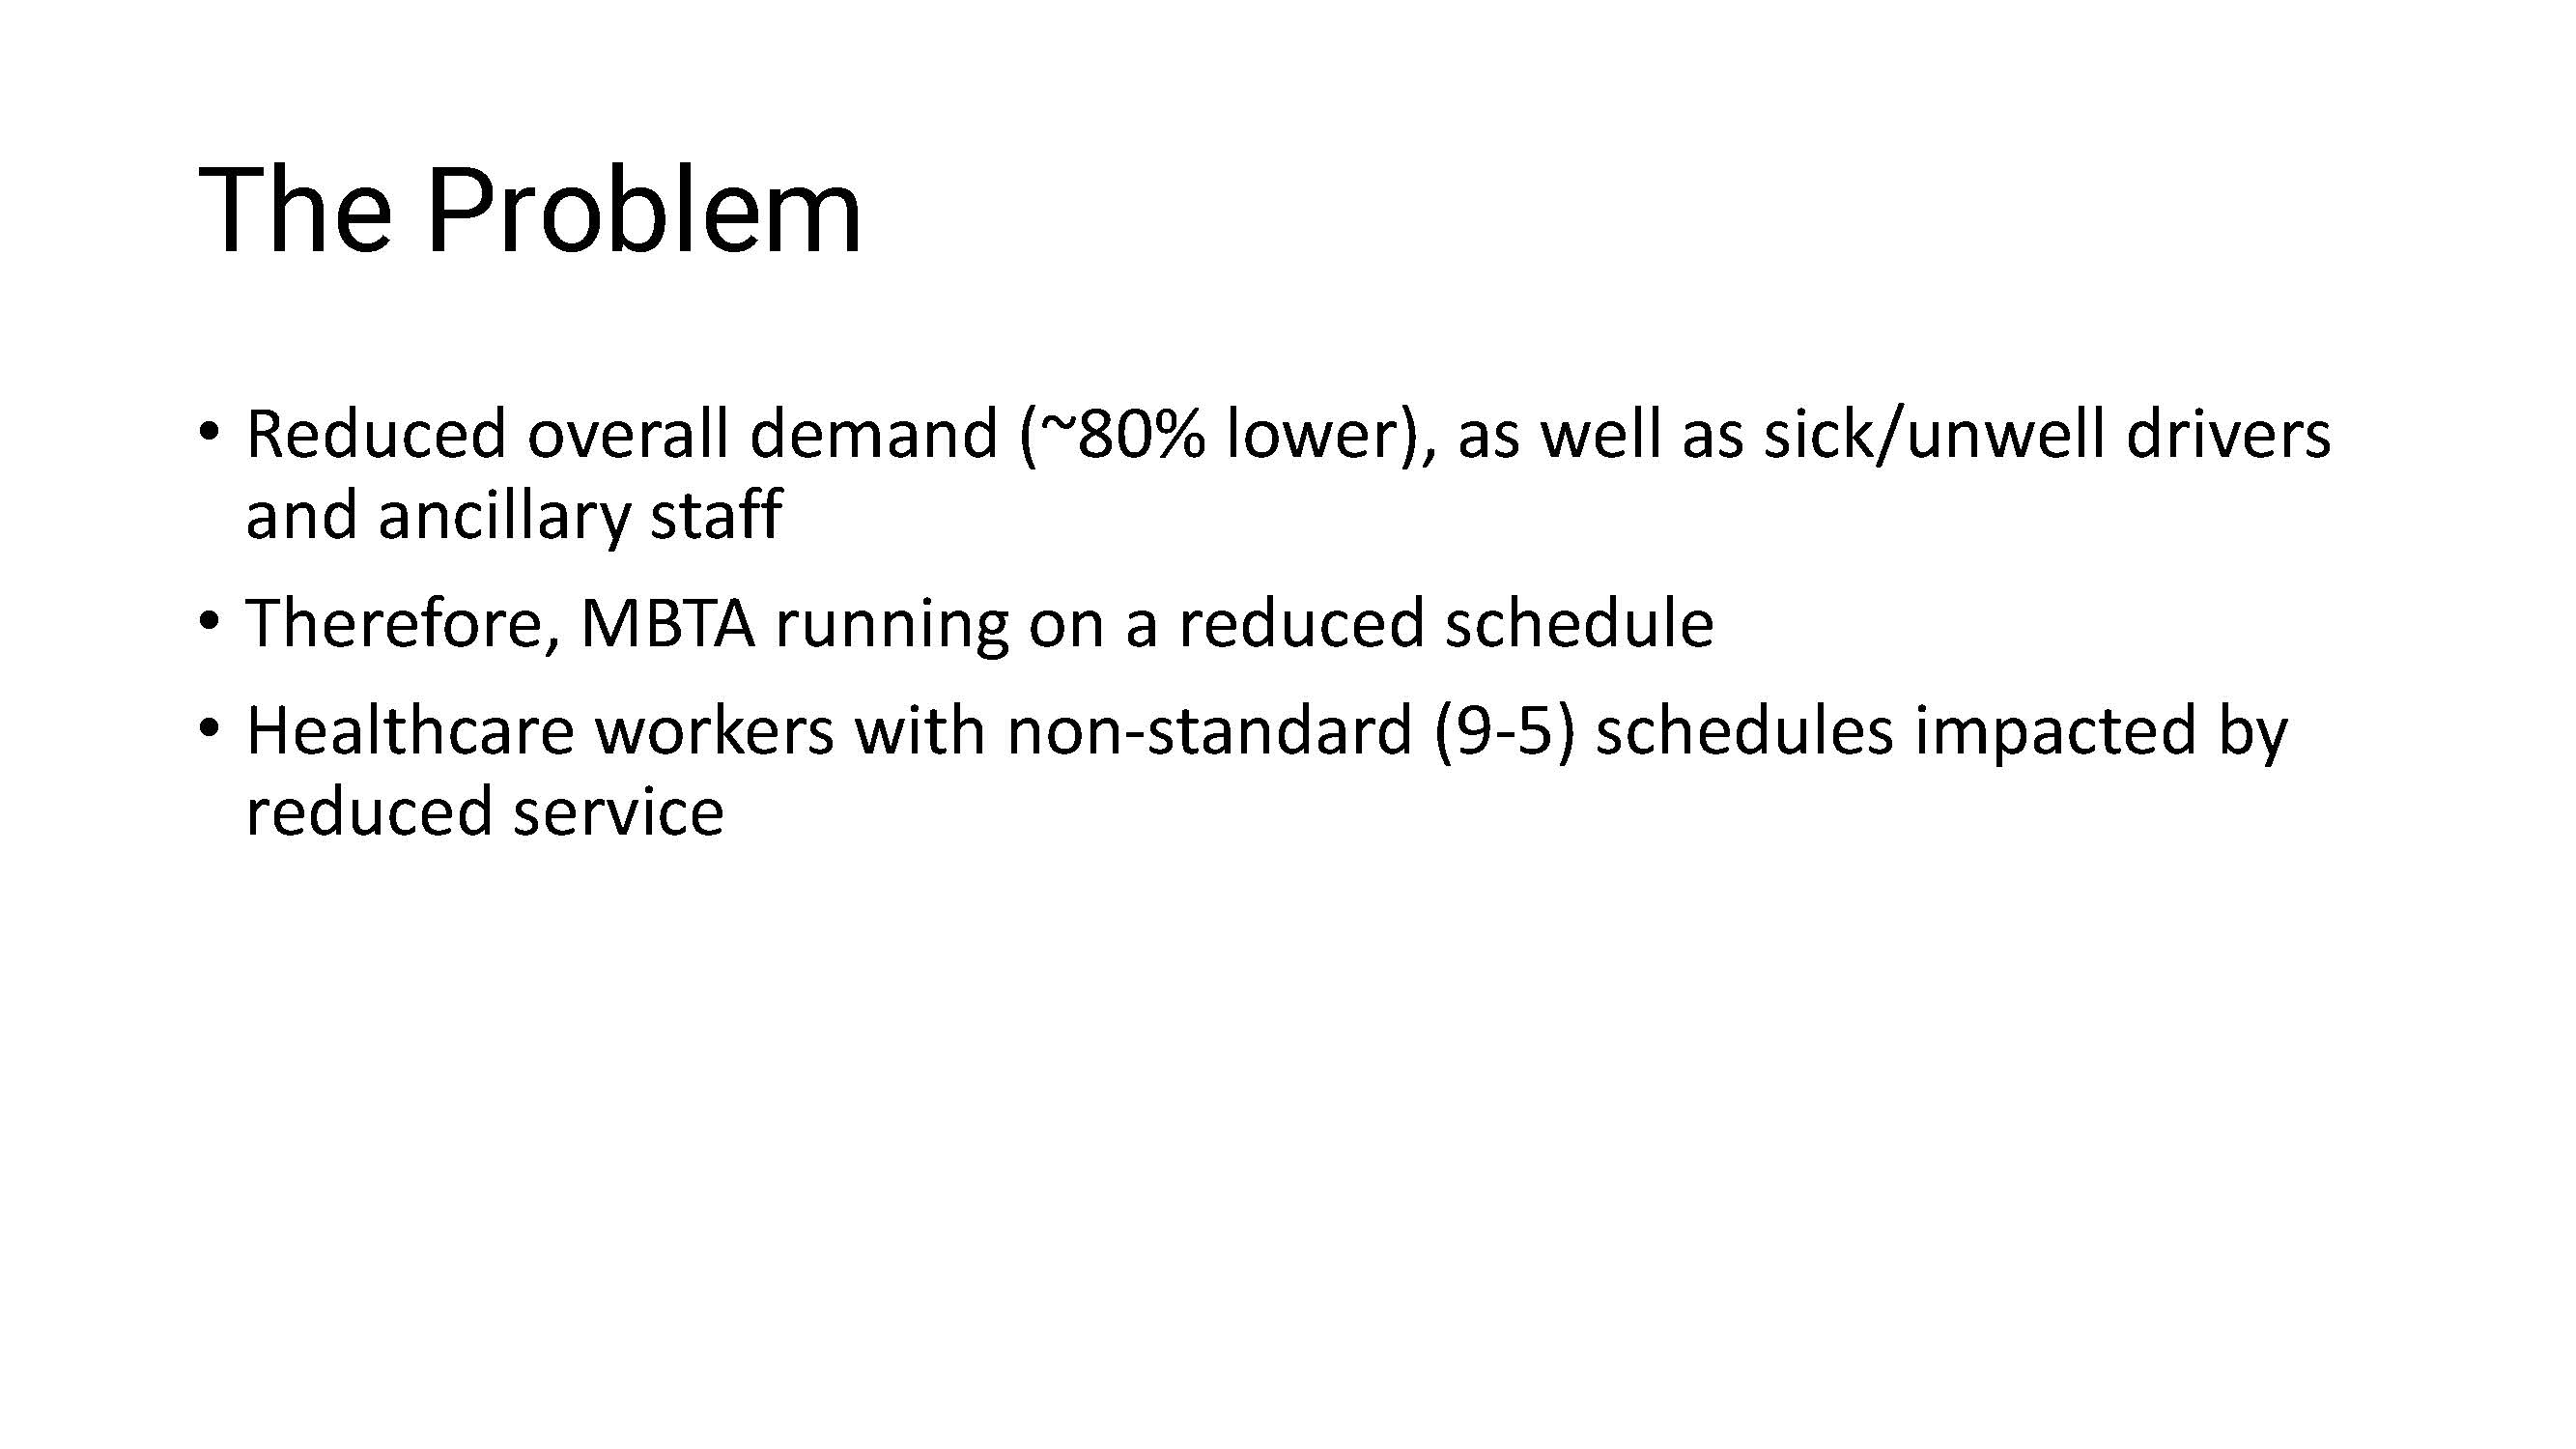 The Problem
• Reduced overall demand (~80% lower), as well as sick/unwell drivers
and ancillary staff
• Therefore, MBTA running on a reduced schedule
• Healthcare workers with non-standard (9-5) schedules impacted by
reduced service